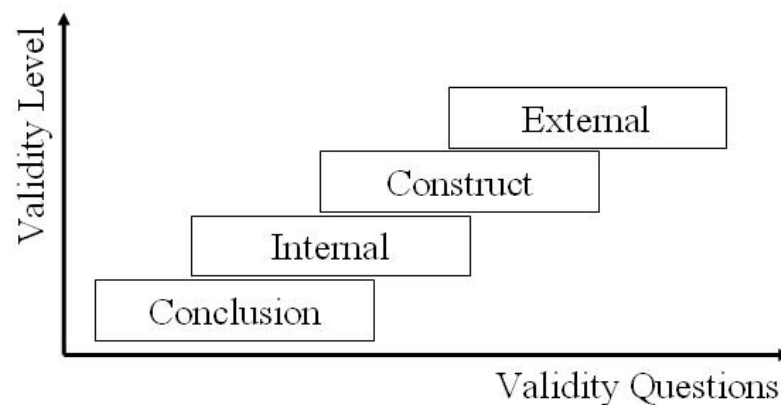 Validity Level
External
Construct
Internal
Conclusion
Validity Questions